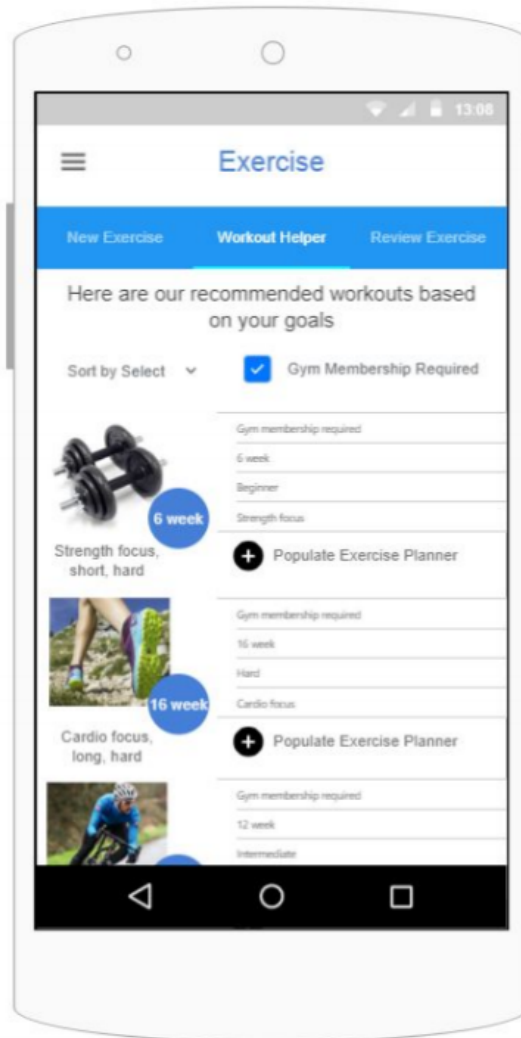 13:08
Exercise
New Exercise Workout Helper Review Exercise
Here are our recommended workouts based
on your goals
Sort by Select Gym Membership Required
6 week
Strength focus,
short, hard
Gym membership required
6 week
Beginner
Strength focus
Populate Exercise Planner
16 week
Cardio focus,
long, hard
Gym membership required
16 week
Hard
Cardio focus
Populate Exercise Planner
Gym membership required
12 week
Intermediate